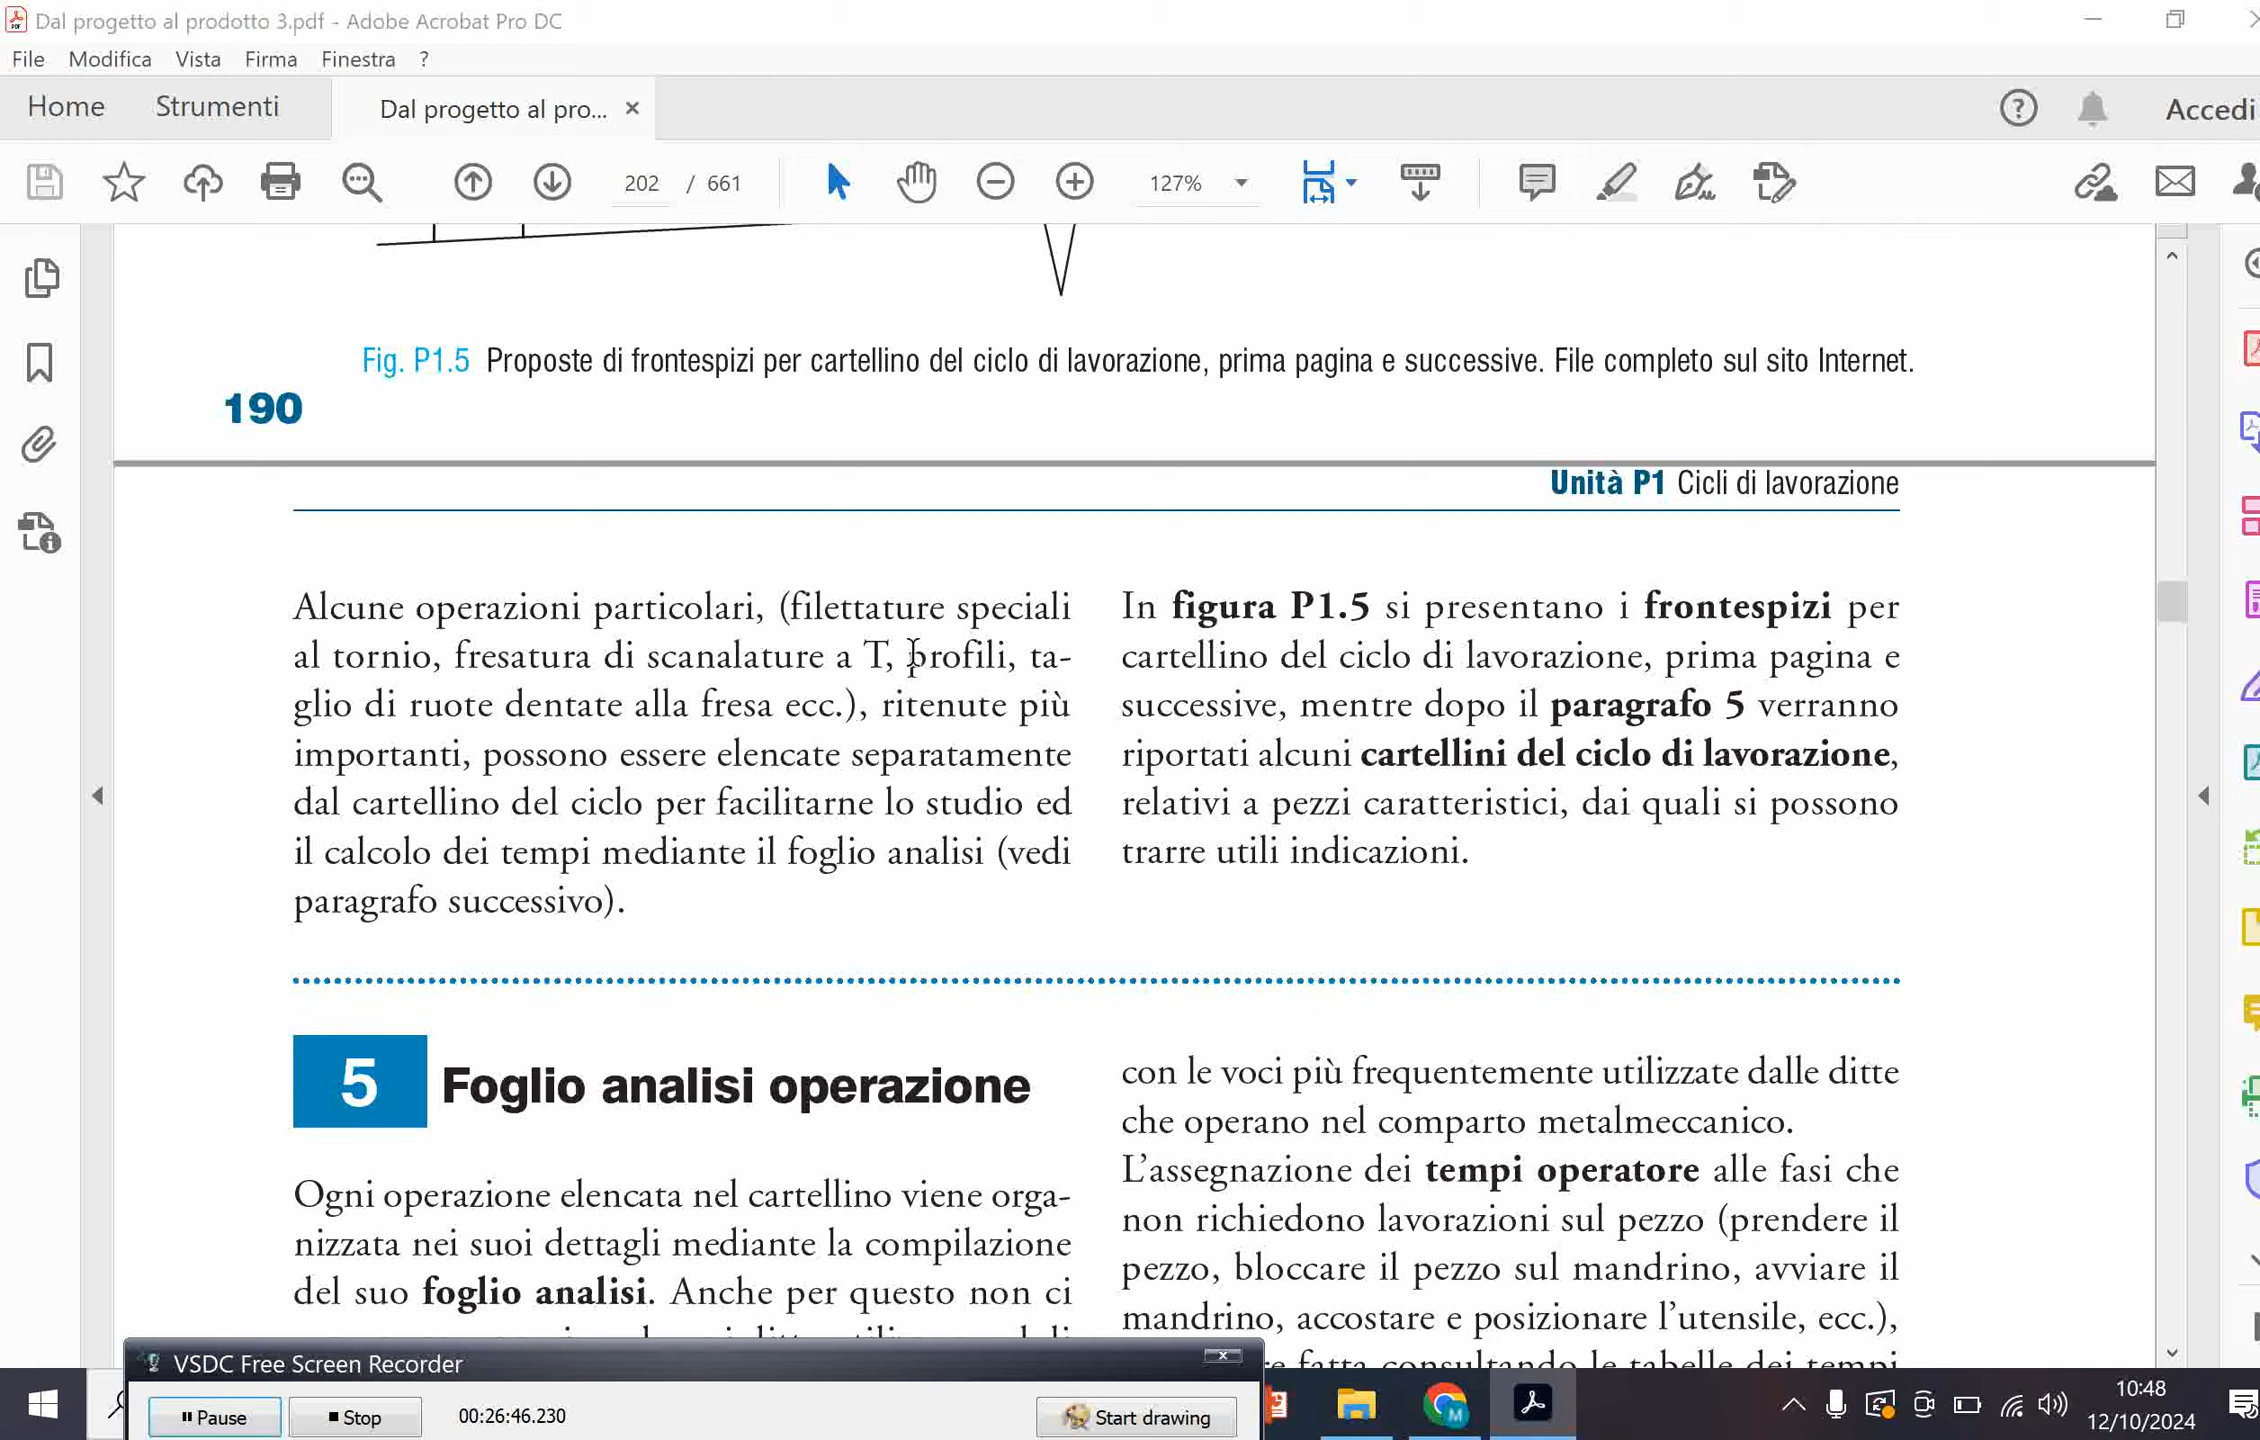 Dal progetto al prodotto 3.pdf - Adobe Acrobat Pro DC
File Modifica Vista Firma Finestra ?
Home Strumenti Dal progetto al pro... Accedi
202 / 661 127%
Fig. P1.5 Proposte di frontespizi per cartellino del ciclo di lavorazione, prima pagina e successive. File completo sul sito Internet.
190
Unità P1 Cicli di lavorazione
Alcune operazioni particolari, (filettature speciali
al tornio, fresatura di scanalature a T, profili, ta-
glio di ruote dentate alla fresa ecc.), ritenute più
importanti, possono essere elencate separatamente
dal cartellino del ciclo per facilitarne lo studio ed
il calcolo dei tempi mediante il foglio analisi (vedi
paragrafo successivo).
In figura P1.5 si presentano i frontespizi per
cartellino del ciclo di lavorazione, prima pagina e
successive, mentre dopo il paragrafo 5 verranno
riportati alcuni cartellini del ciclo di lavorazione,
relativi a pezzi caratteristici, dai quali si possono
trarre utili indicazioni.
5 Foglio analisi operazione
Ogni operazione elencata nel cartellino viene orga-
nizzata nei suoi dettagli mediante la compilazione
del suo foglio analisi. Anche per questo non ci
con le voci più frequentemente utilizzate dalle ditte
che operano nel comparto metalmeccanico.
L'assegnazione dei tempi operatore alle fasi che
non richiedono lavorazioni sul pezzo (prendere il
pezzo, bloccare il pezzo sul mandrino, avviare il
mandrino, accostare e posizionare l'utensile, ecc.),
fatta consultando le tabelle dei tempi
VSDC Free Screen Recorder
Pause Stop 00:26:46.230 Start drawing
10:48
12/10/2024